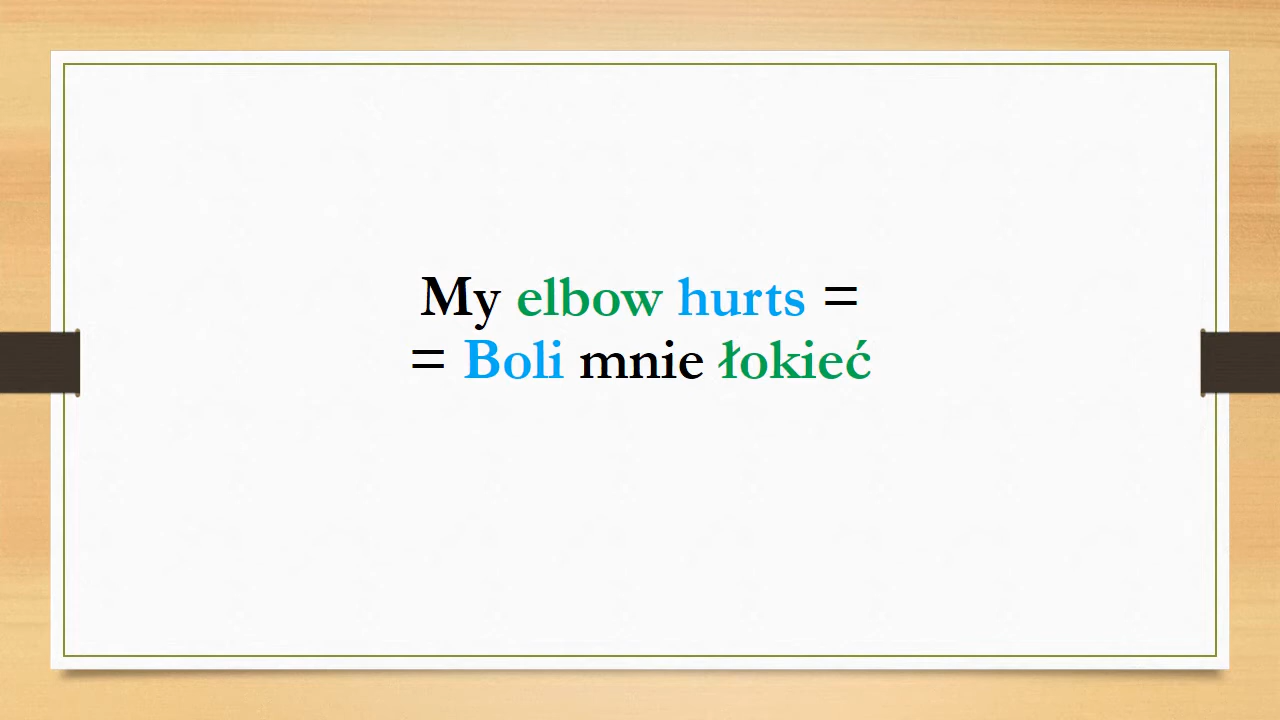 My elbow hurts =
= Boli mnie łokieć